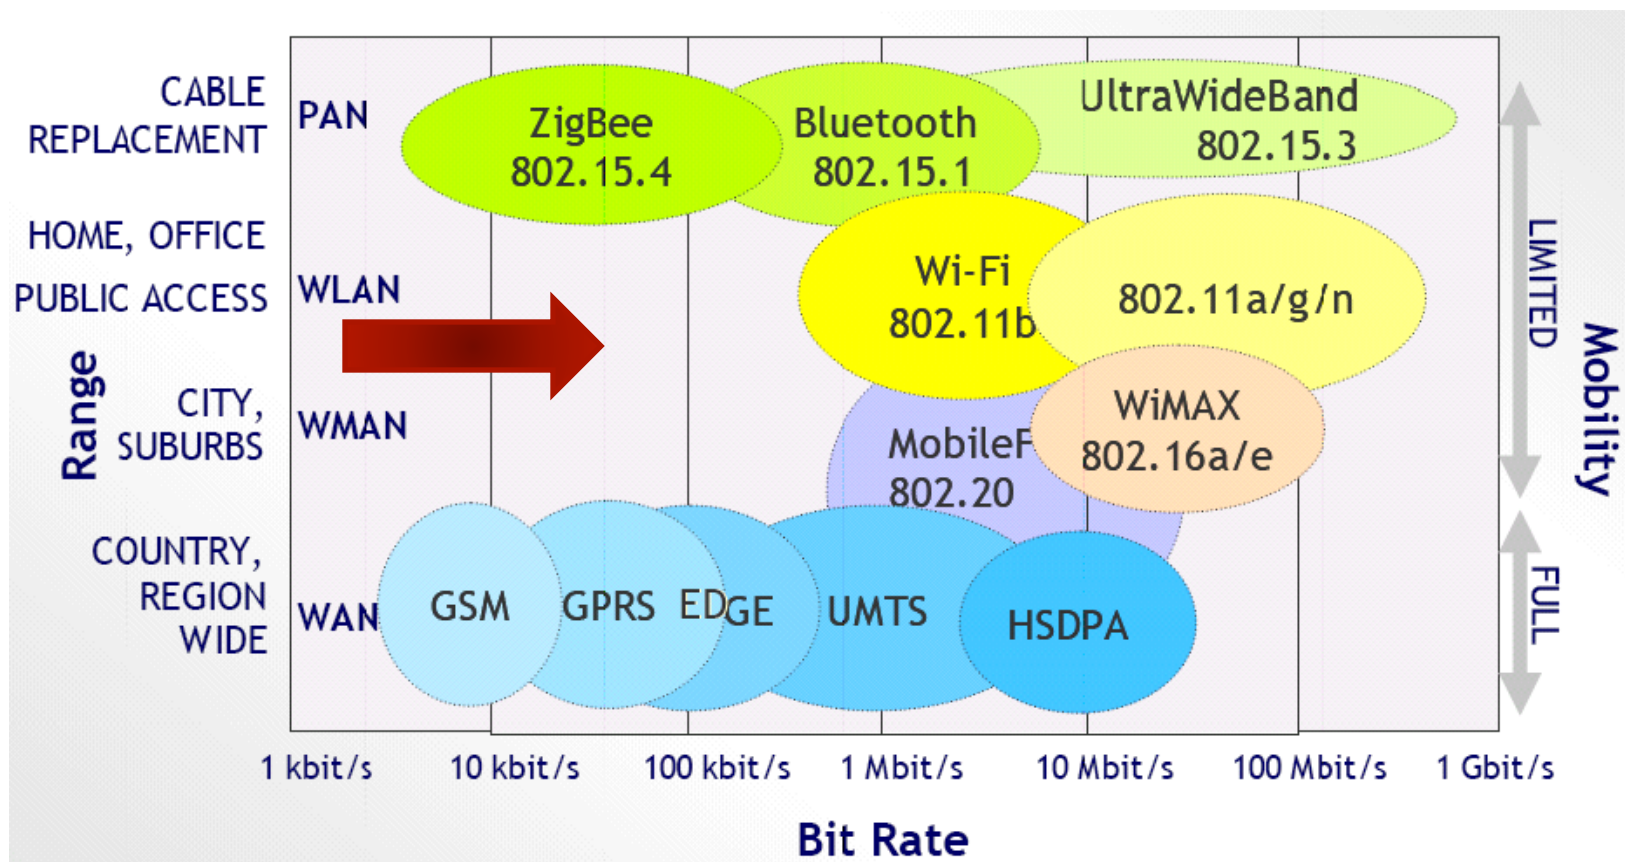 CABLE
REPLACEMENT
PAN
ZigBee
802.15.4
Bluetooth
802.15.1
UltraWideBand
802.15.3
HOME, OFFICE
PUBLIC ACCESS
WLAN
Wi-Fi
802.11b
802.11a/g/n
LIMITED
Range
CITY,
SUBURBS
WMAN
MobileF
802.20
WiMAX
802.16a/e
Mobility
COUNTRY,
REGION
WIDE
WAN
GSM
GPRS
EDGE
UMTS
HSDPA
FULL
1 kbit/s
10 kbit/s
100 kbit/s
1 Mbit/s
10 Mbit/s
100 Mbit/s
1 Gbit/s
Bit Rate